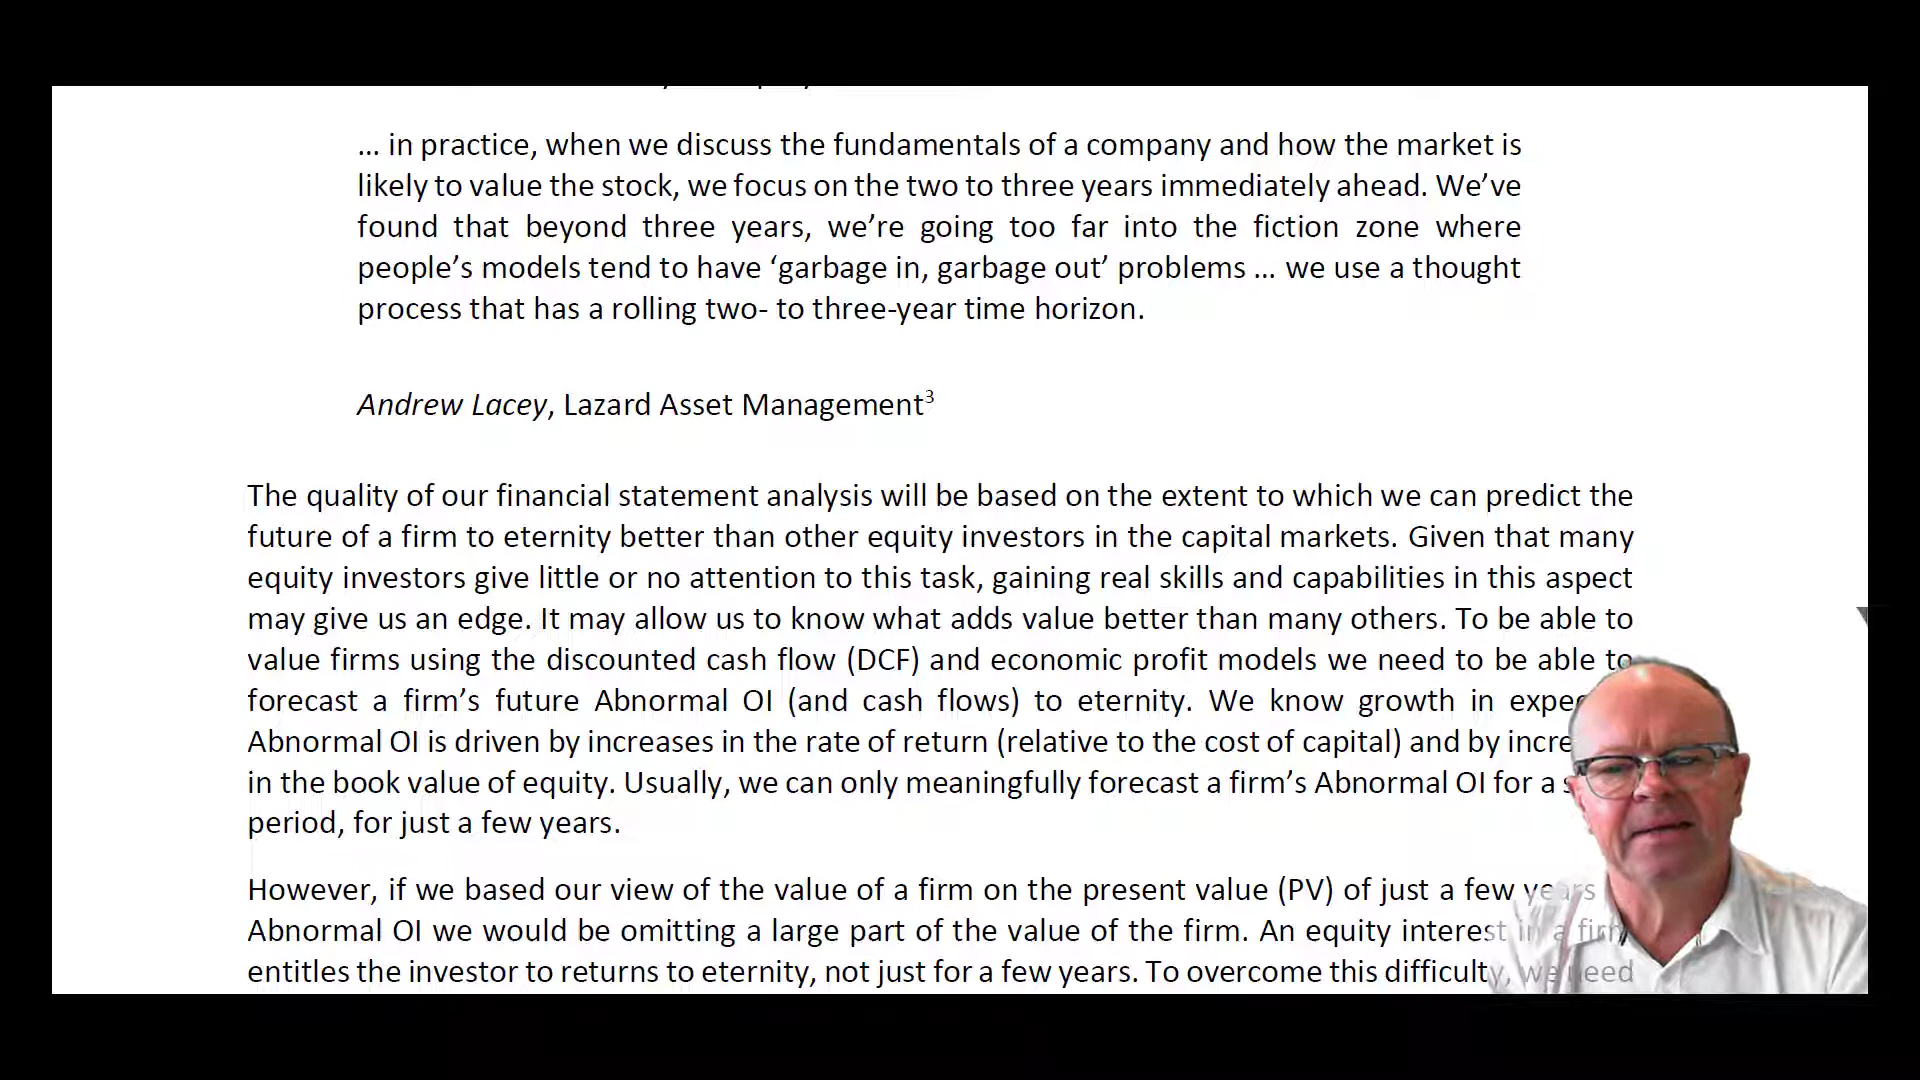 … in practice, when we discuss the fundamentals of a company and how the market is
likely to value the stock, we focus on the two to three years immediately ahead. We’ve
found that beyond three years, we’re going too far into the fiction zone where
people’s models tend to have ‘garbage in, garbage out’ problems … we use a thought
process that has a rolling two- to three-year time horizon.
Andrew Lacey, Lazard Asset Management3
The quality of our financial statement analysis will be based on the extent to which we can predict the
future of a firm to eternity better than other equity investors in the capital markets. Given that many
equity investors give little or no attention to this task, gaining real skills and capabilities in this aspect
may give us an edge. It may allow us to know what adds value better than many others. To be able to
value firms using the discounted cash flow (DCF) and economic profit models we need to be able to
forecast a firm’s future Abnormal OI (and cash flows) to eternity. We know growth in
Abnormal OI is driven by increases in the rate of return (relative to the cost of capital) and by
in the book value of equity. Usually, we can only meaningfully forecast a firm’s Abnormal OI for a
period, for just a few years.
However, if we based our view of the value of a firm on the present value (PV) of just a few years
Abnormal OI we would be omitting a large part of the value of the firm. An equity interest in a firm
entitles the investor to returns to eternity, not just for a few years. To overcome this difficulty, we need